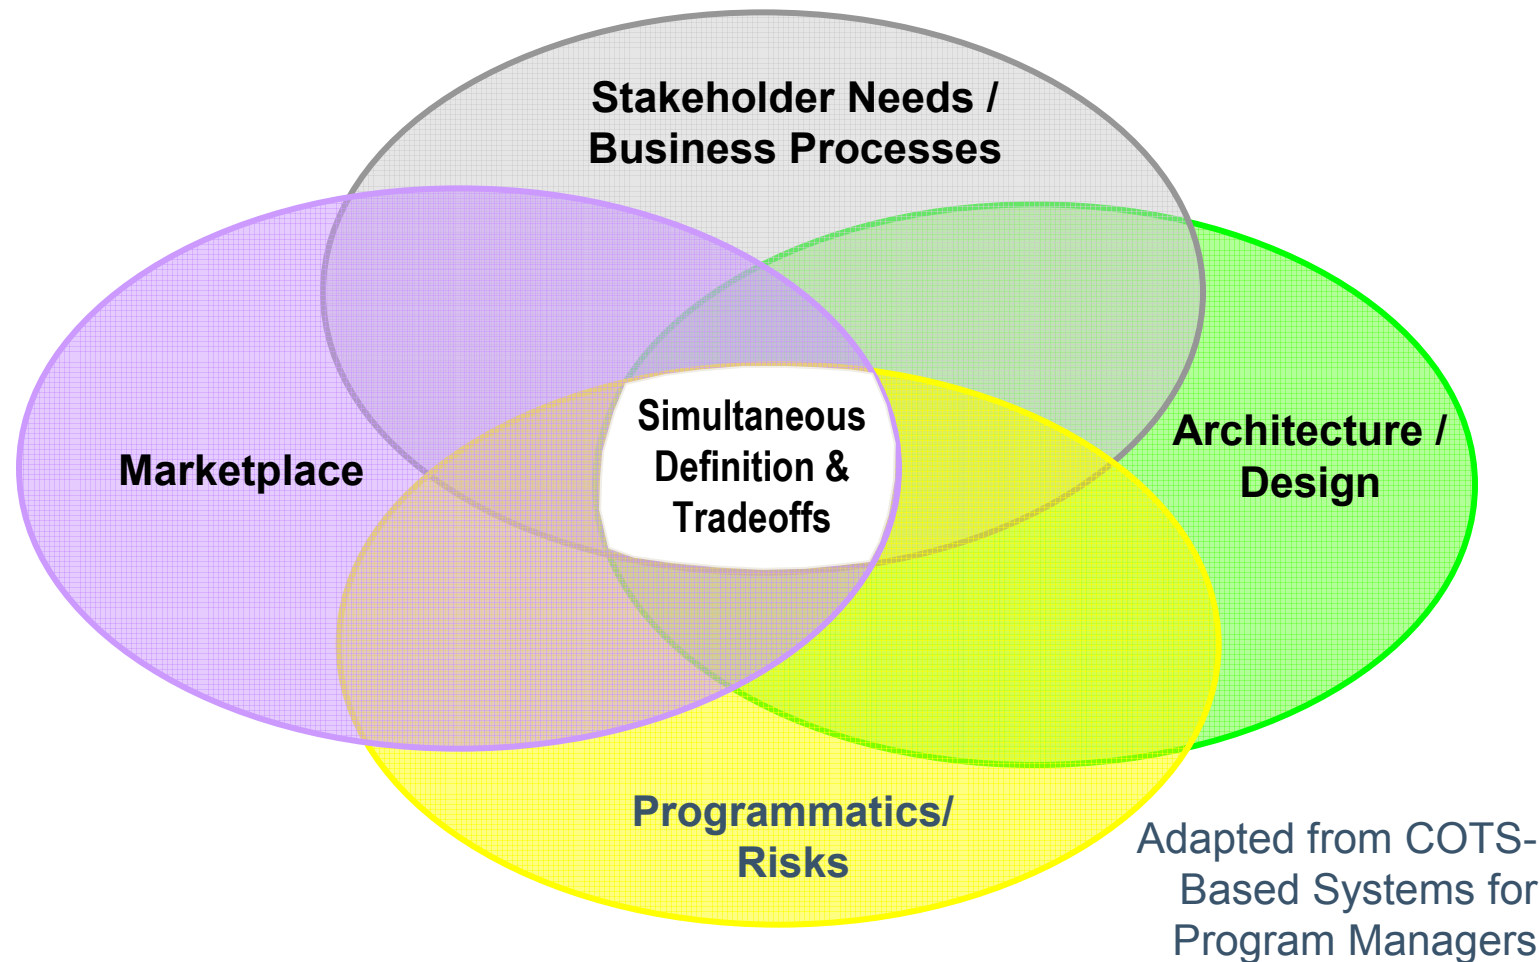 Stakeholder Needs /
Business Processes
Marketplace
Simultaneous
Definition &
Tradeoffs
Architecture /
Design
Programmatics/
Risks
Adapted from COTS-
Based Systems for
Program Managers